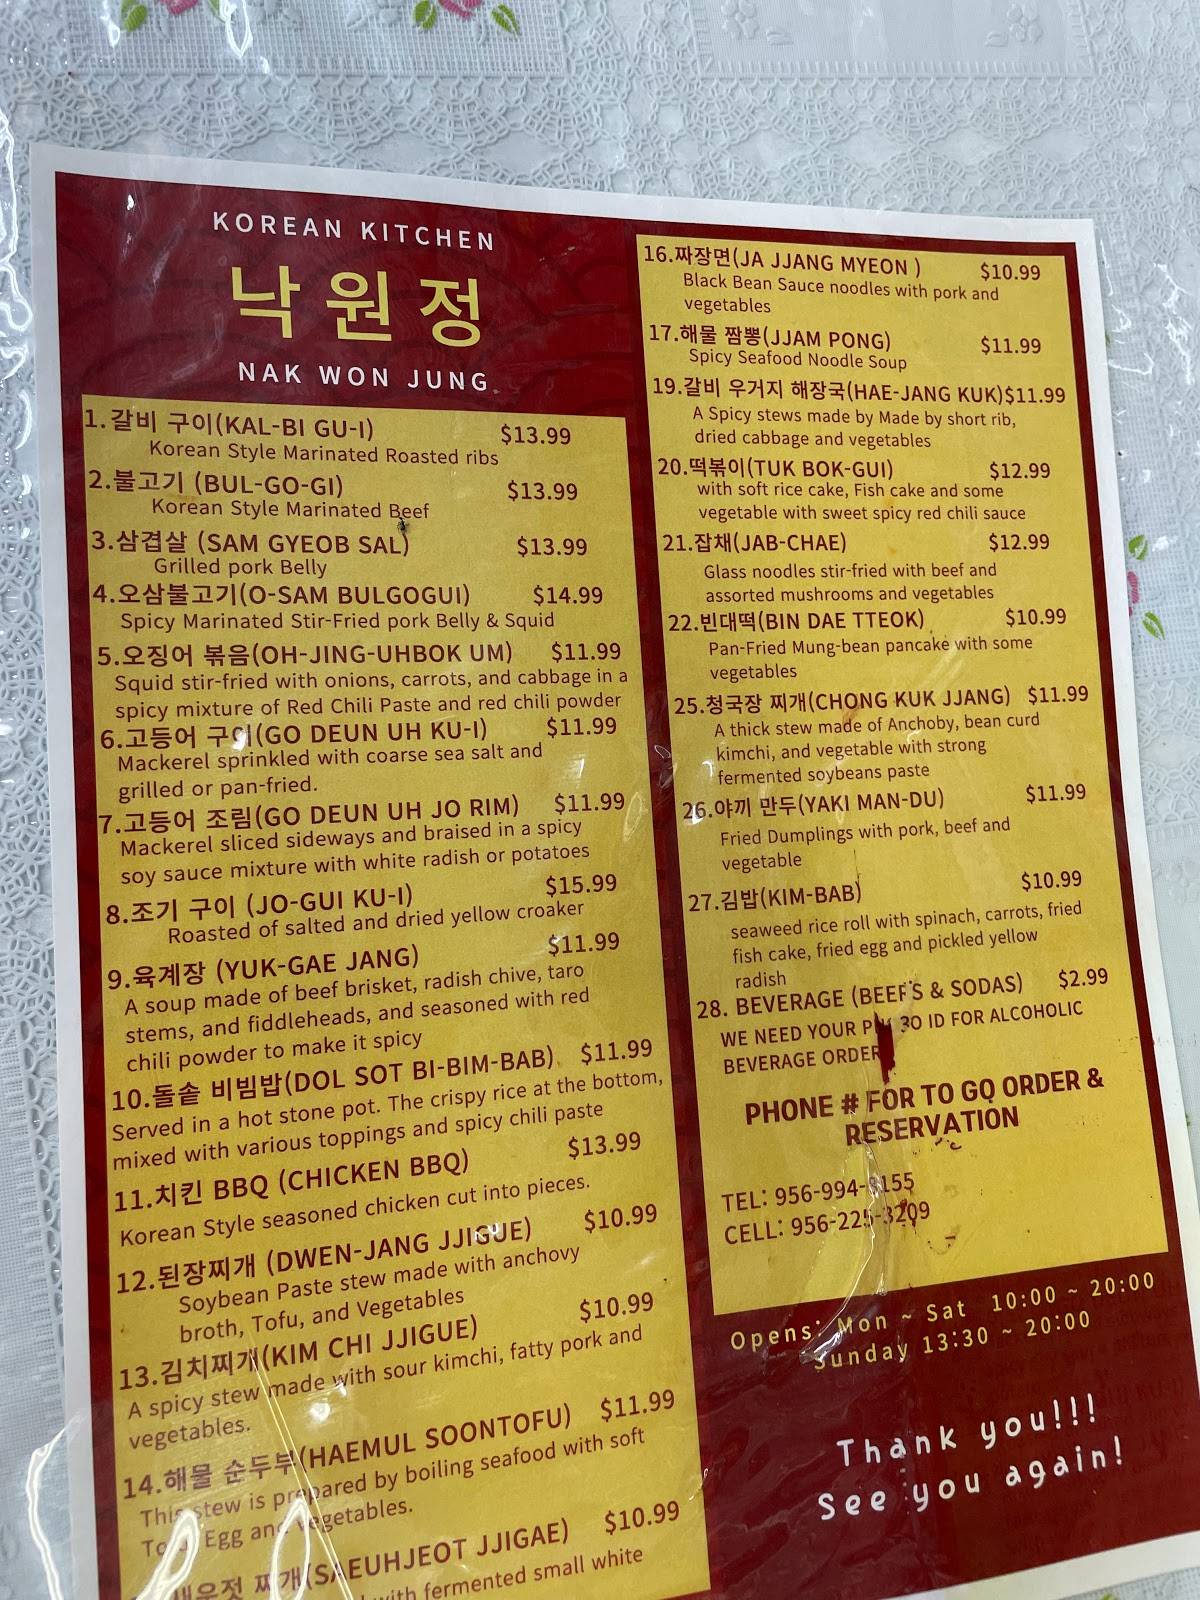 KOREAN KITCHEN
낙원정
NAK WON JUNG
1.갈비 구이(KAL-BI GU-I) $13.99
Korean Style Marinated Roasted ribs
2.불고기 (BUL-GO-GI) $13.99
Korean Style Marinated Beef
3.삼겹살 (SAM GYEOB SAL) $13.99
Grilled pork Belly
4.오삼불고기(O-SAM BULGOGUI) $14.99
Spicy Marinated Stir-Fried pork Belly & Squid
5.오징어 볶음(OH-JING-UHBOK UM) $11.99
Squid stir-fried with onions, carrots, and cabbage in a
spicy mixture of Red Chili Paste and red chili powder
6.고등어 구이(GO DEUN UH KU-I) $11.99
Mackerel sprinkled with coarse sea salt and
grilled or pan-fried.
7.고등어 조림(GO DEUN UH JO RIM) $11.99
Mackerel sliced sideways and braised in a spicy
soy sauce mixture with white radish or potatoes
8.조기 구이 (JO-GUI KU-I) $15.99
Roasted of salted and dried yellow croaker
9.육계장 (YUK-GAE JANG) $11.99
A soup made of beef brisket, radish chive, taro
stems, and fiddleheads, and seasoned with red
chili powder to make it spicy
10.돌솥 비빔밥(DOL SOT BI-BIM-BAB) $11.99
Served in a hot stone pot. The crispy rice at the bottom,
mixed with various toppings and spicy chili paste
11.치킨 BBQ (CHICKEN BBQ) $13.99
Korean Style seasoned chicken cut into pieces.
12.된장찌개 (DWEN-JANG JJIGUE) $10.99
Soybean Paste stew made with anchovy
broth, Tofu, and Vegetables
13.김치찌개(KIM CHI JJIGUE) $10.99
A spicy stew made with sour kimchi, fatty pork and
vegetables.
14.해물 순두부(HAEMUL SOONTOFU) $11.99
This stew is prepared by boiling seafood with soft
Tofu, Egg and vegetables.
새우젓 찌개(SAEUHJEOT JJIGAE) $10.99
with fermented small white
16.짜장면(JA JJANG MYEON ) $10.99
Black Bean Sauce noodles with pork and
vegetables
17.해물 짬뽕(JJAM PONG) $11.99
Spicy Seafood Noodle Soup
19.갈비 우거지 해장국(HAE-JANG KUK)$11.99
A Spicy stews made by Made by short rib,
dried cabbage and vegetables
20.떡볶이(TUK BOK-GUI) $12.99
with soft rice cake, Fish cake and some
vegetable with sweet spicy red chili sauce
21.잡채(JAB-CHAE) $12.99
Glass noodles stir-fried with beef and
assorted mushrooms and vegetables
22.빈대떡(BIN DAE TTEOK) $10.99
Pan-Fried Mung-bean pancake with some
vegetables
25.청국장 찌개(CHONG KUK JJANG) $11.99
A thick stew made of Anchoby, bean curd
kimchi, and vegetable with strong
fermented soybeans paste
26.야끼 만두(YAKI MAN-DU) $11.99
Fried Dumplings with pork, beef and
vegetable
27.김밥(KIM-BAB) $10.99
seaweed rice roll with spinach, carrots, fried
fish cake, fried egg and pickled yellow
radish
28. BEVERAGE (BEER'S & SODAS) $2.99
WE NEED YOUR ID FOR ALCOHOLIC
BEVERAGE ORDER
PHONE # FOR TO GO ORDER &
RESERVATION
TEL: 956-994-
CELL: 956-225-3209
Opens: Mon ~ Sat 10:00 ~ 20:00
Sunday 13:30 ~ 20:00
Thank you!!!
See you again!